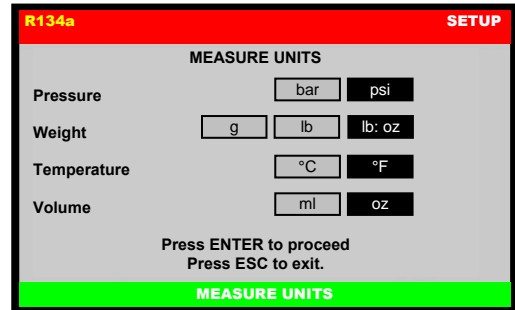 R134a SETUP
MEASURE UNITS
Pressure bar psi
Weight g lb lb: oz
Temperature °C °F
Volume ml oz
Press ENTER to proceed
Press ESC to exit.
MEASURE UNITS